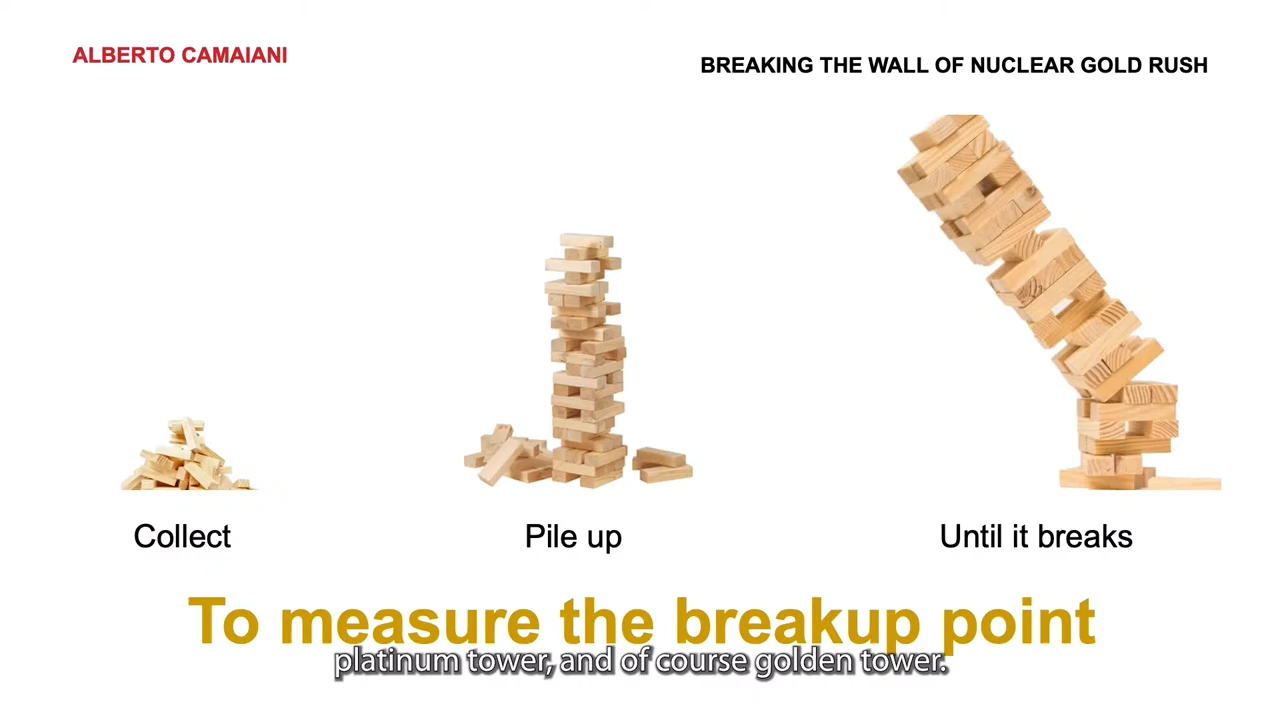 ALBERTO CAMAIANI
BREAKING THE WALL OF NUCLEAR GOLD RUSH
Collect
Pile up
Until it breaks
To measure the breakup point
platinum tower, and of course golden tower.